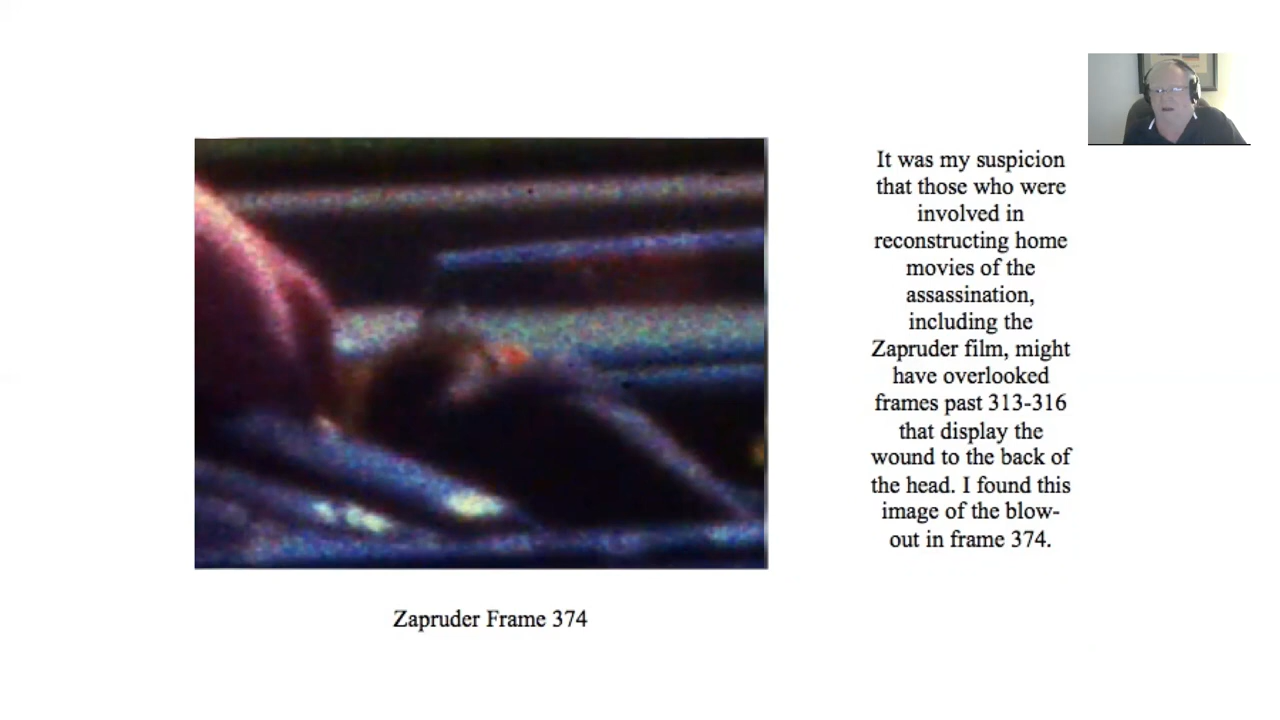 It was my suspicion
that those who were
involved in
reconstructing home
movies of the
assassination,
including the
Zapruder film, might
have overlooked
frames past 313-316
that display the
wound to the back of
the head. I found this
image of the blow-
out in frame 374.
Zapruder Frame 374